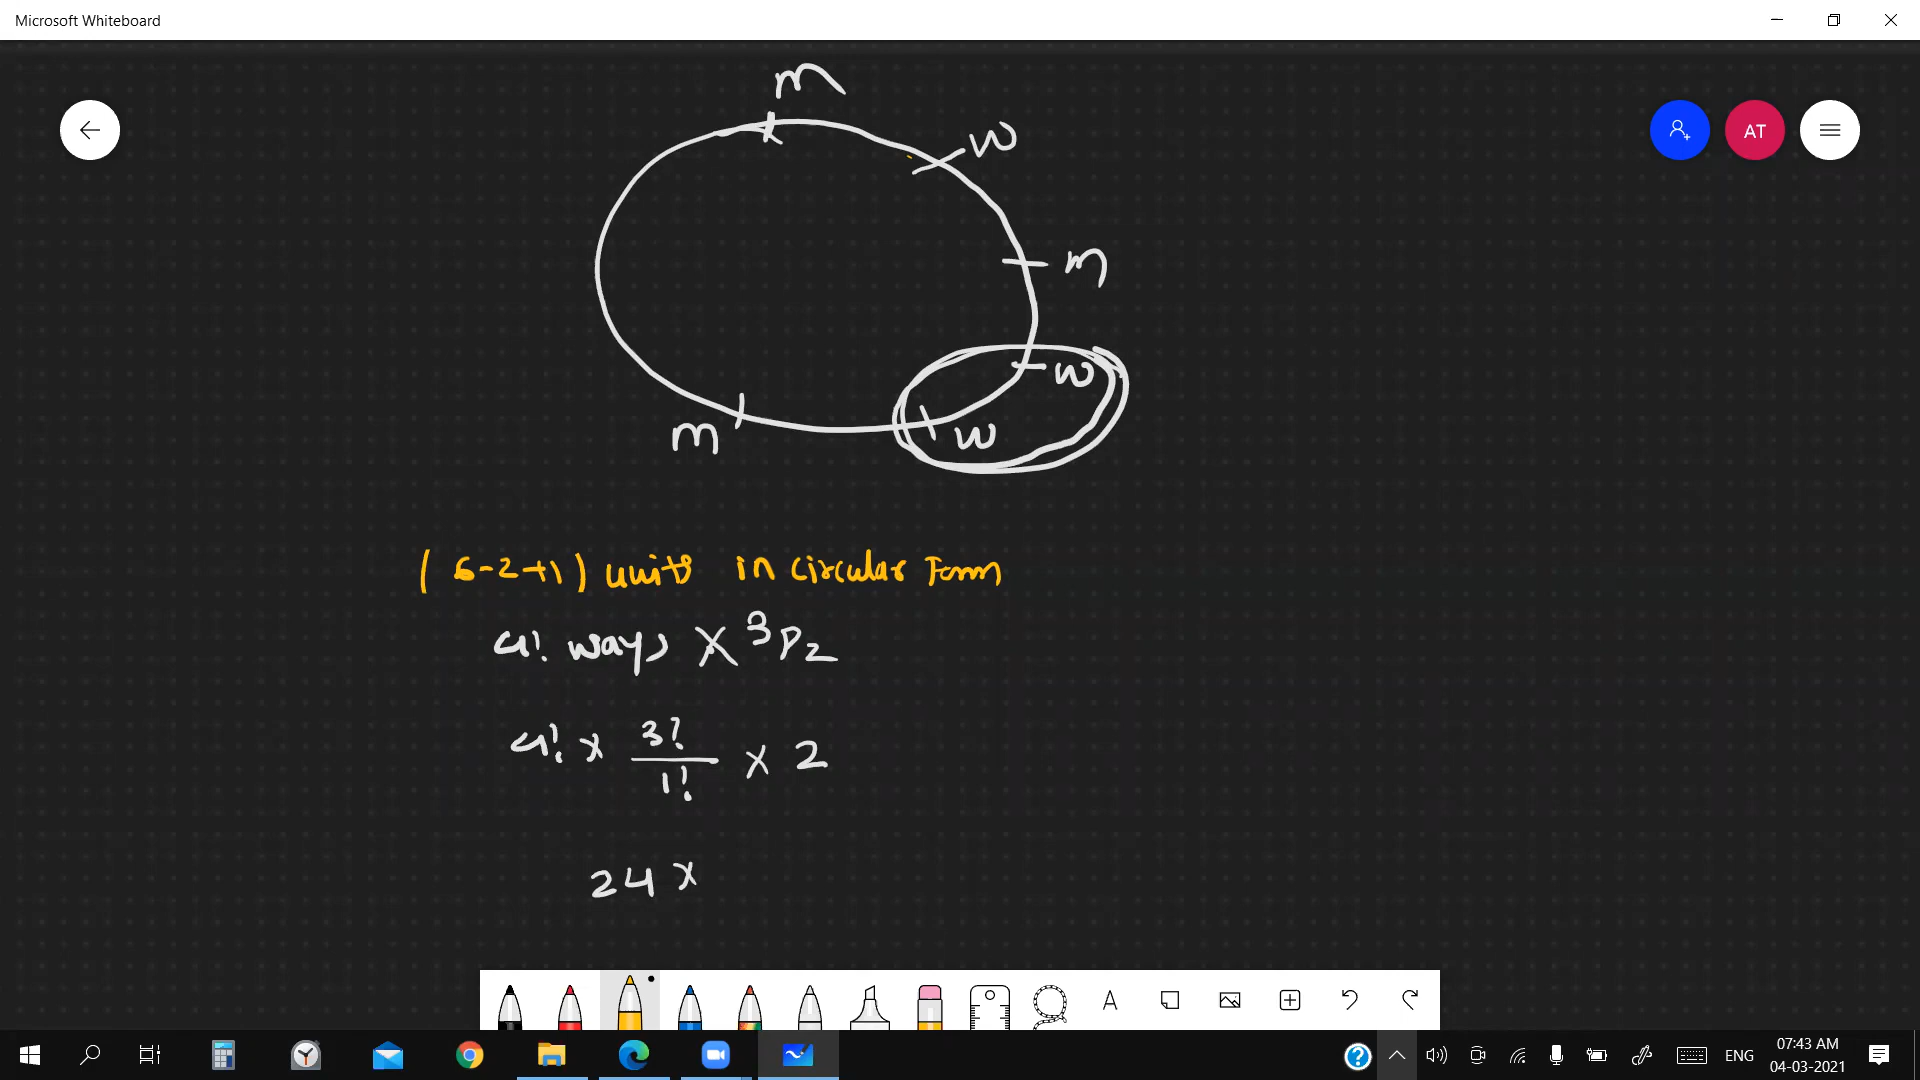 Microsoft Whiteboard
m
w
AT
m
w
m
w
(6-2+1) units in circular Form
4! ways X ³P₂
4! x 3!/1! x 2
24 x
A
ENG
07:43 AM
04-03-2021